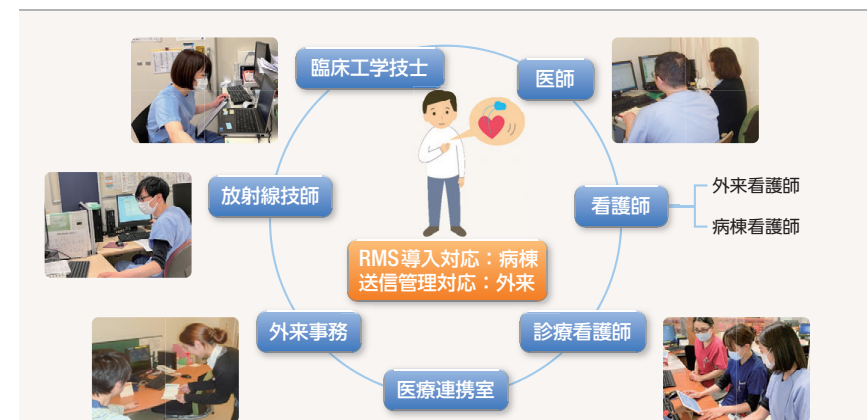 臨床工学技士
医師
放射線技師
看護師
外来看護師
病棟看護師
RMS導入対応：病棟
送信管理対応：外来
外来事務
診療看護師
医療連携室